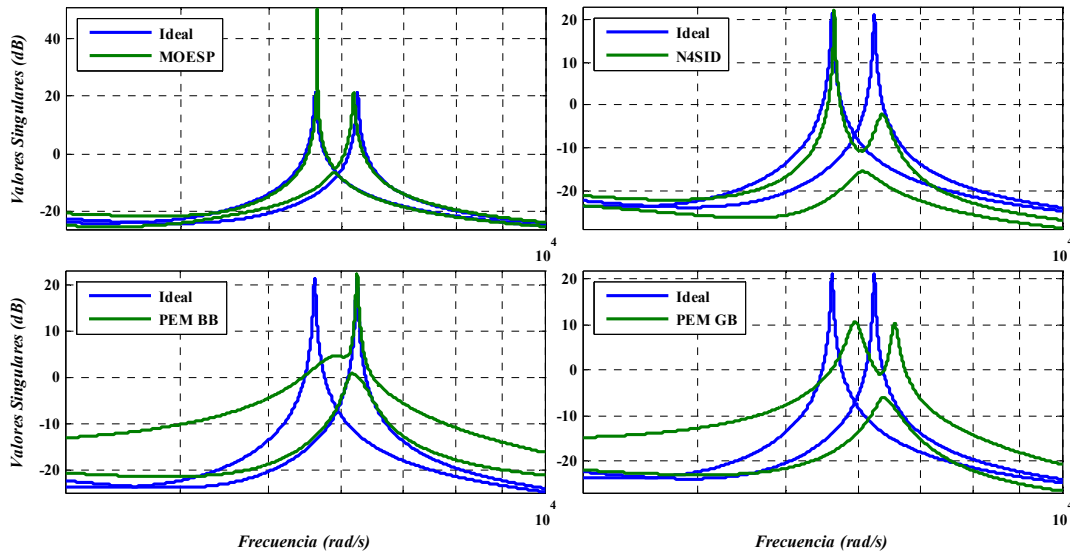 Valores Singulares (dB)
40
20
0
-20
Ideal
MOESP
10^4
20
10
0
-10
-20
Ideal
N4SID
10^4
Valores Singulares (dB)
20
10
0
-10
-20
Ideal
PEM BB
10^4
Frecuencia (rad/s)
20
10
0
-10
-20
Ideal
PEM GB
10^4
Frecuencia (rad/s)